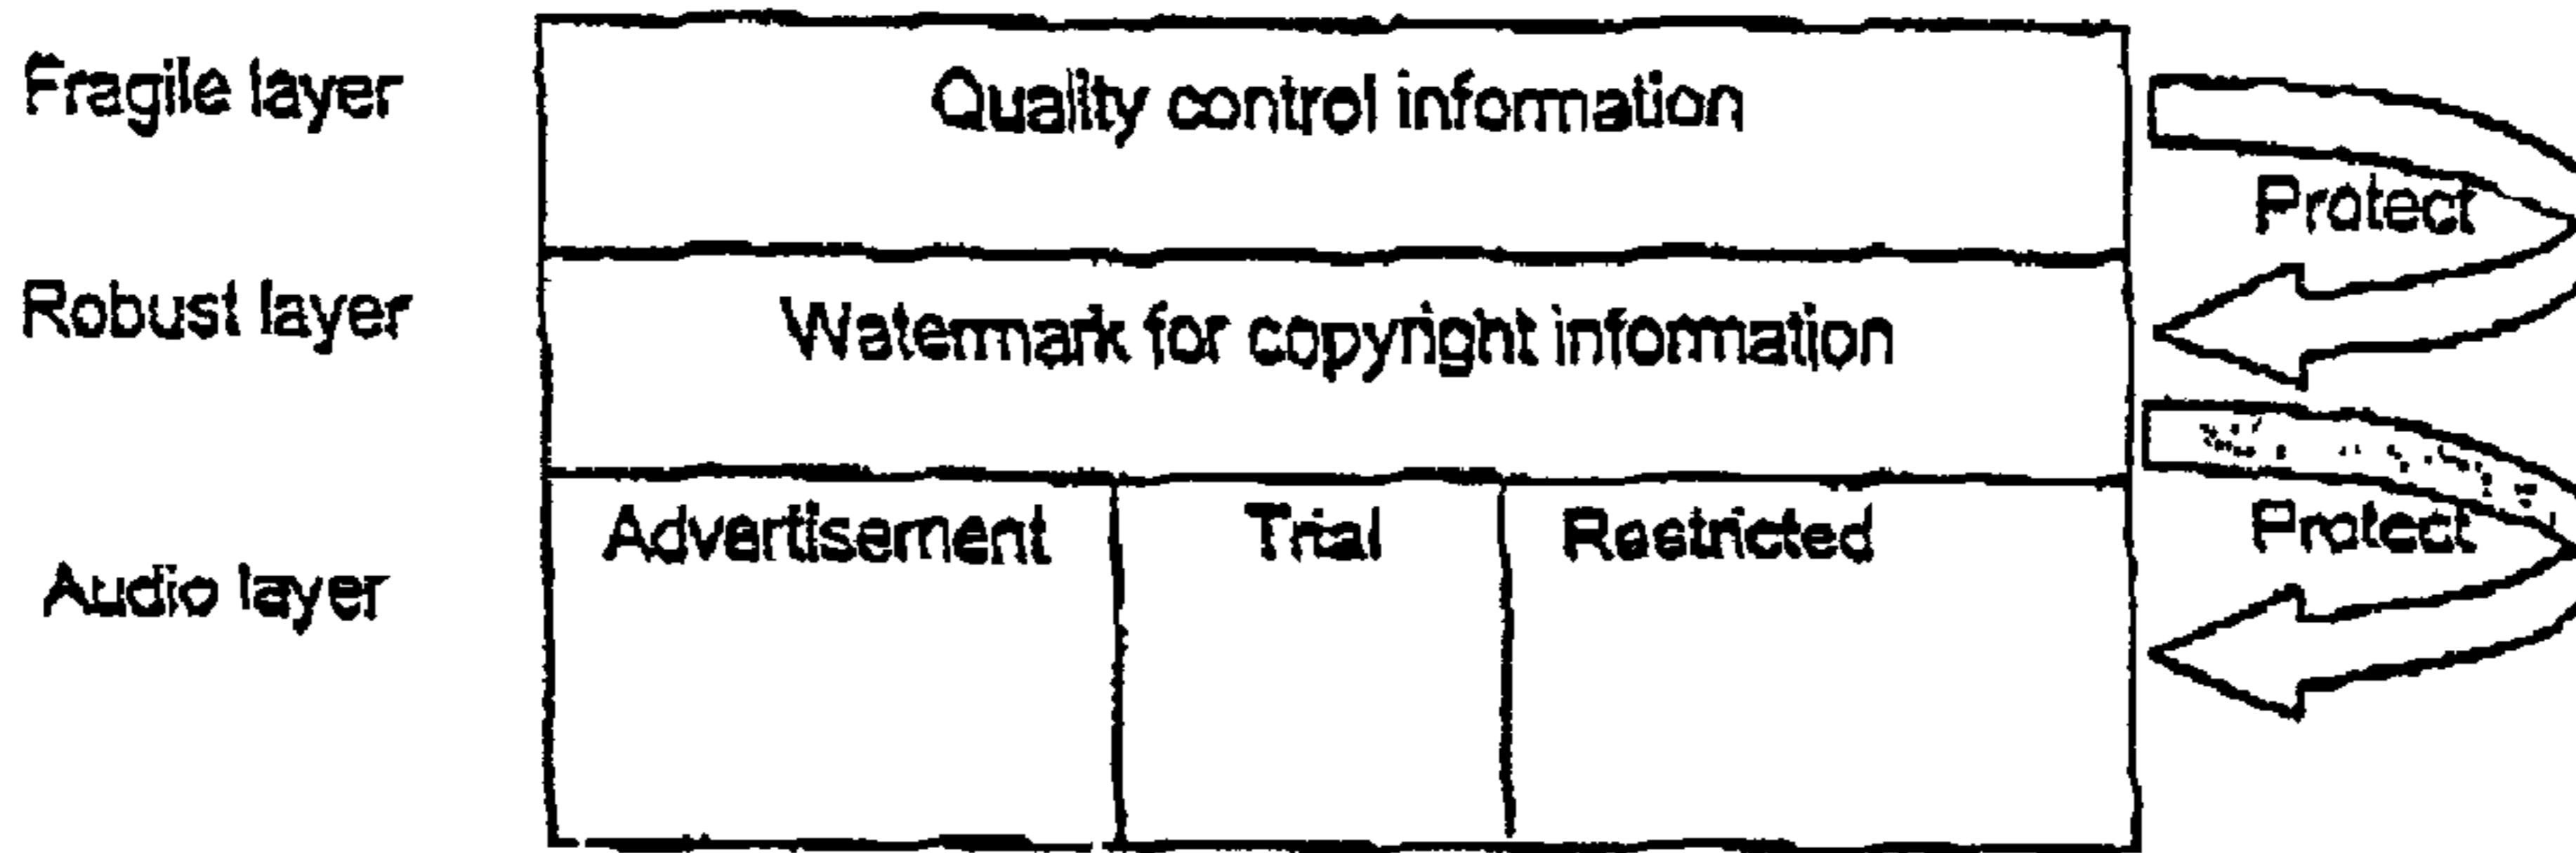 Fragile layer
Quality control information
Protect
Robust layer
Watermark for copyright information
Advertisement
Trial
Restricted
Protect
Audio layer